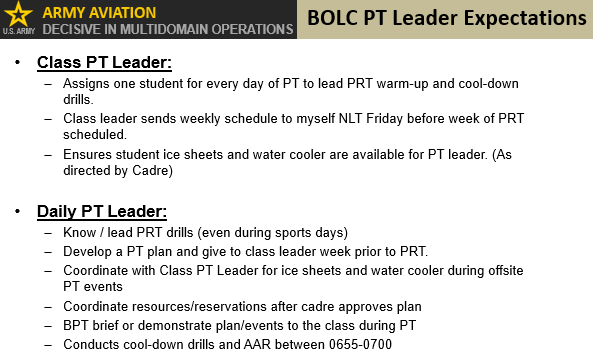 ARMY AVIATION
DECISIVE IN MULTIDOMAIN OPERATIONS
U.S. ARMY
BOLC PT Leader Expectations
• Class PT Leader:
– Assigns one student for every day of PT to lead PRT warm-up and cool-down
drills.
– Class leader sends weekly schedule to myself NLT Friday before week of PRT
scheduled.
– Ensures student ice sheets and water cooler are available for PT leader. (As
directed by Cadre)
• Daily PT Leader:
– Know / lead PRT drills (even during sports days)
– Develop a PT plan and give to class leader week prior to PRT.
– Coordinate with Class PT Leader for ice sheets and water cooler during offsite
PT events
– Coordinate resources/reservations after cadre approves plan
– BPT brief or demonstrate plan/events to the class during PT
– Conducts cool-down drills and AAR between 0655-0700